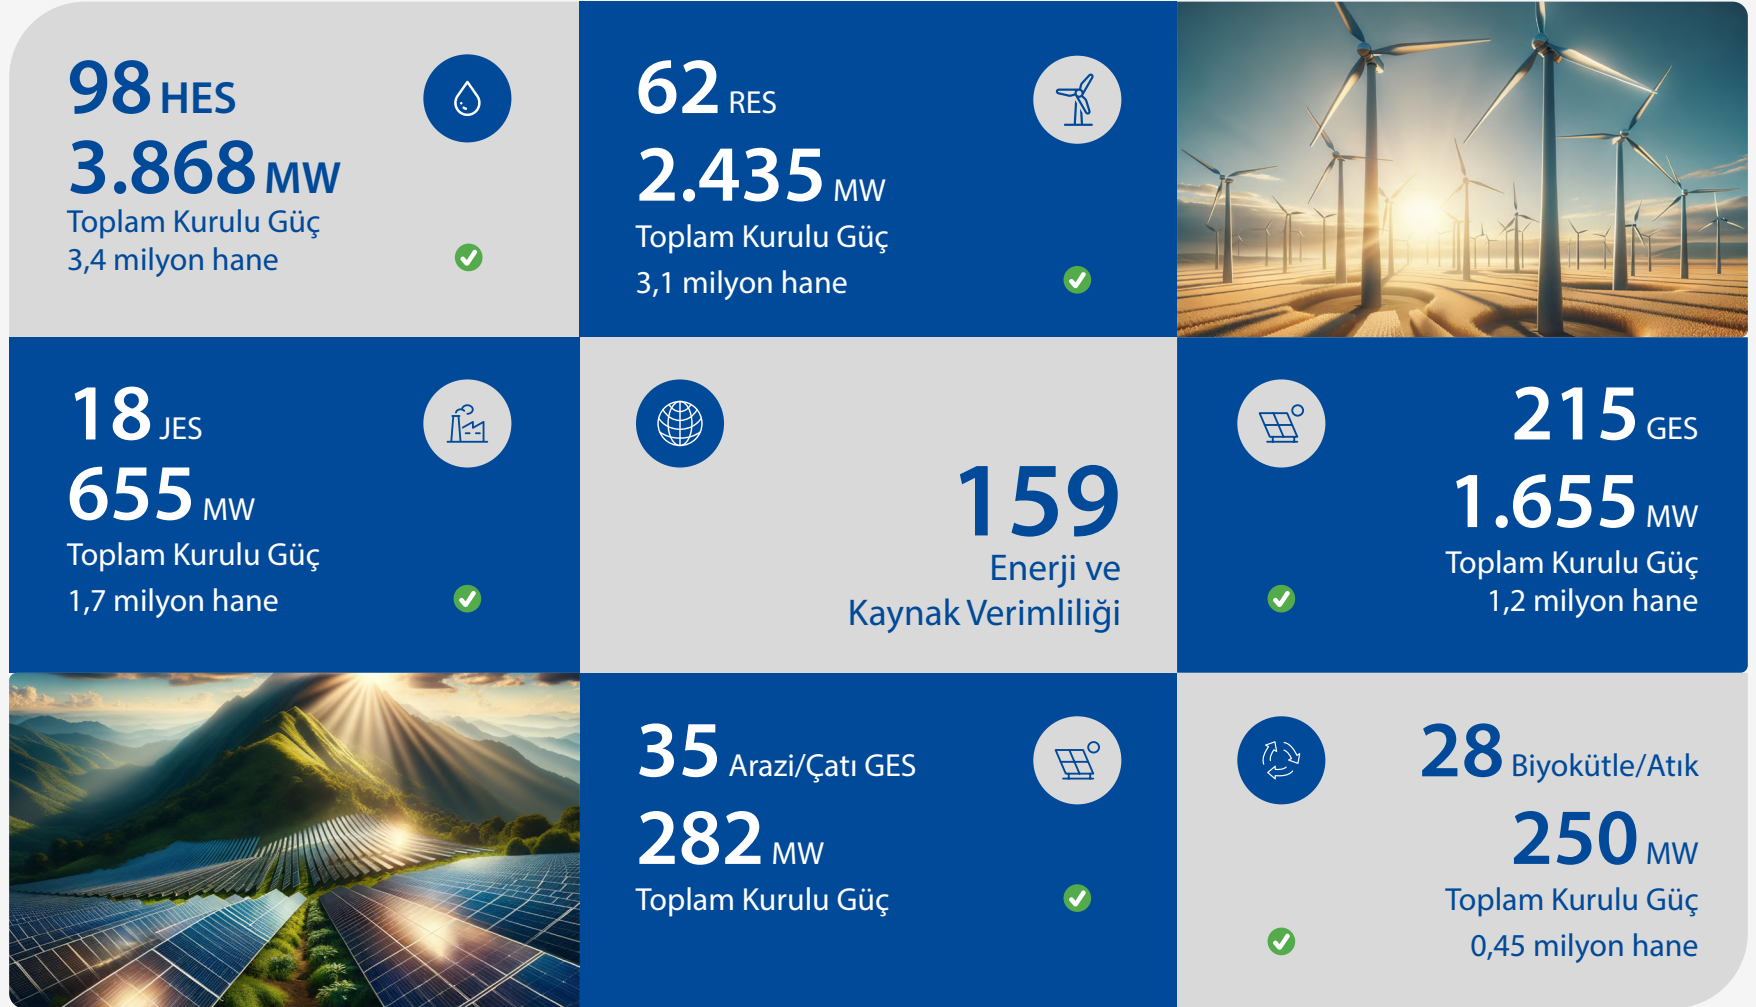 98 HES
3.868 MW
Toplam Kurulu Güç
3,4 milyon hane
62 RES
2.435 MW
Toplam Kurulu Güç
3,1 milyon hane
18 JES
655 MW
Toplam Kurulu Güç
1,7 milyon hane
159
Enerji ve
Kaynak Verimliliği
215 GES
1.655 MW
Toplam Kurulu Güç
1,2 milyon hane
35 Arazi/Çatı GES
282 MW
Toplam Kurulu Güç
28 Biyokütle/Atık
250 MW
Toplam Kurulu Güç
0,45 milyon hane